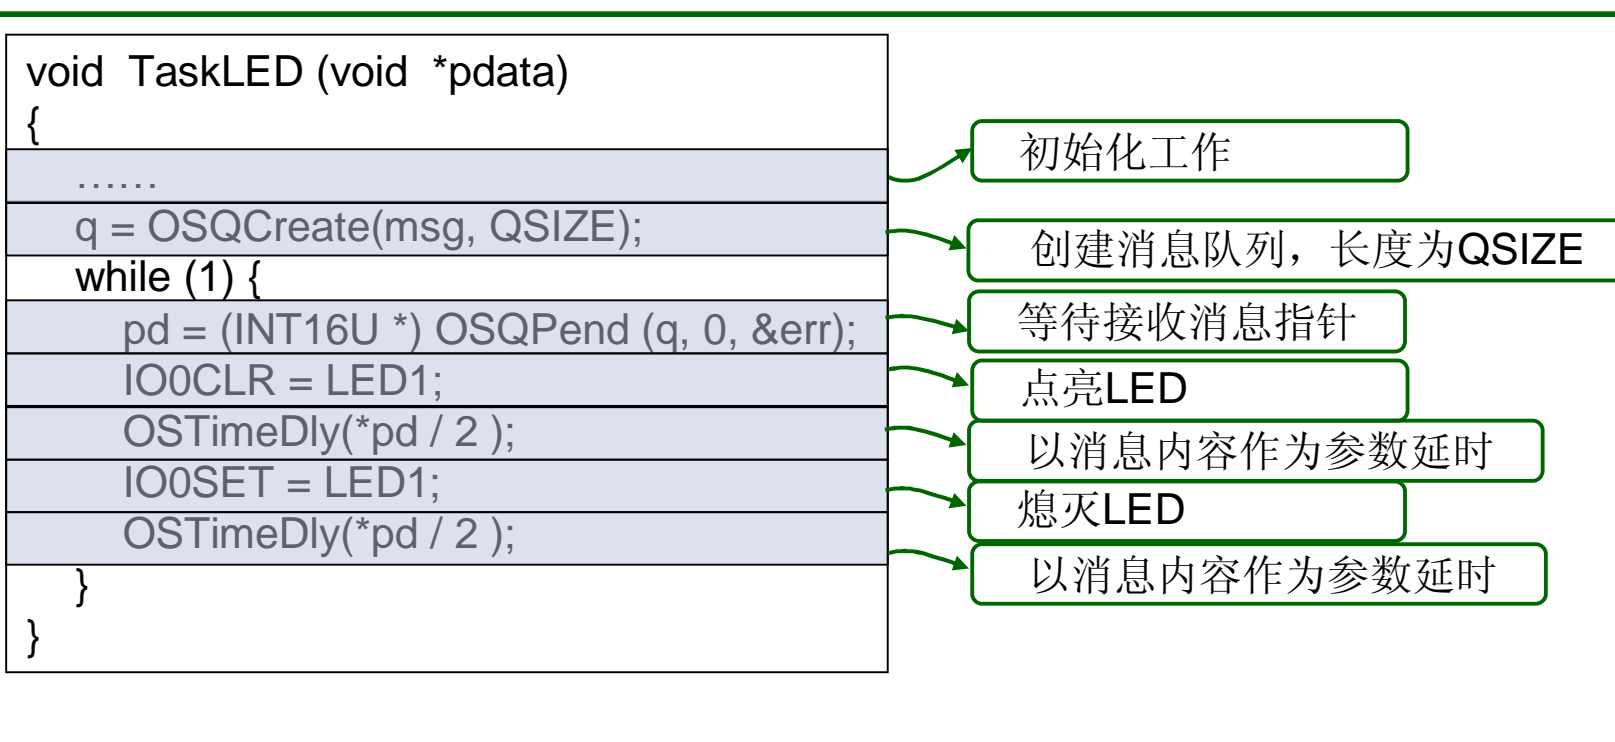 void TaskLED (void *pdata)
{
……
初始化工作
q = OSQCreate(msg, QSIZE);
创建消息队列，长度为QSIZE
while (1) {
pd = (INT16U *) OSQPend (q, 0, &err);
等待接收消息指针
IO0CLR = LED1;
点亮LED
OSTimeDly(*pd / 2 );
以消息内容作为参数延时
IO0SET = LED1;
熄灭LED
OSTimeDly(*pd / 2 );
以消息内容作为参数延时
}
}